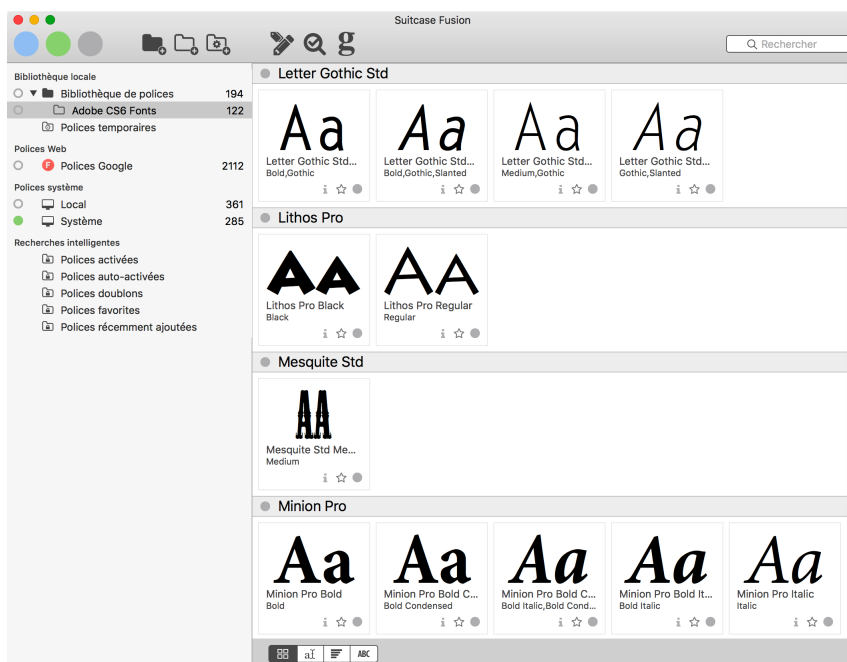 Suitcase Fusion
g
Rechercher
Bibliothèque locale
Bibliothèque de polices 194
Adobe CS6 Fonts 122
Polices temporaires
Polices Web
F Polices Google 2112
Polices système
Local 361
Système 285
Recherches intelligentes
Polices activées
Polices auto-activées
Polices doublons
Polices favorites
Polices récemment ajoutées
Letter Gothic Std
Aa Aa Aa Aa
Letter Gothic Std... Letter Gothic Std... Letter Gothic Std... Letter Gothic Std...
Bold,Gothic Bold,Gothic,Slanted Medium,Gothic Gothic,Slanted
i i i i
Lithos Pro
AA AA
Lithos Pro Black Lithos Pro Regular
Black Regular
i i
Mesquite Std
AA
Mesquite Std Me...
Medium
i
Minion Pro
Aa Aa Aa Aa Aa
Minion Pro Bold Minion Pro Bold C... Minion Pro Bold C... Minion Pro Bold It... Minion Pro Italic
Bold Bold Condensed Bold Italic,Bold Cond... Bold Italic Italic
i i i i i
aI ABC